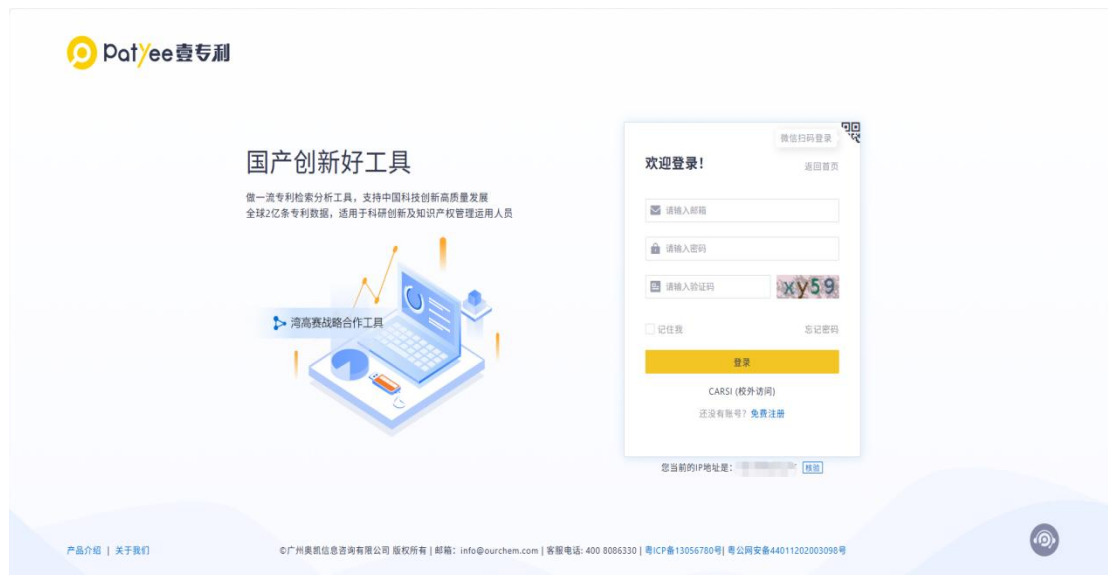 Patyee壹专利
国产创新好工具
做一流专利检索分析工具，支持中国科技创新高质量发展
全球2亿条专利数据，适用于科研创新及知识产权管理运用人员
湾高赛战略合作工具
微信扫码登录
欢迎登录！
返回首页
请输入邮箱
请输入密码
请输入验证码
xy59
记住我
忘记密码
登录
CARSI (校外访问)
还没有账号？免费注册
您当前的IP地址是：
核验
产品介绍 | 关于我们
©广州奥凯信息咨询有限公司 版权所有 | 邮箱：info@ourchem.com | 客服电话: 400 8086330 | 粤ICP备13056780号| 粤公网安备44011202003098号